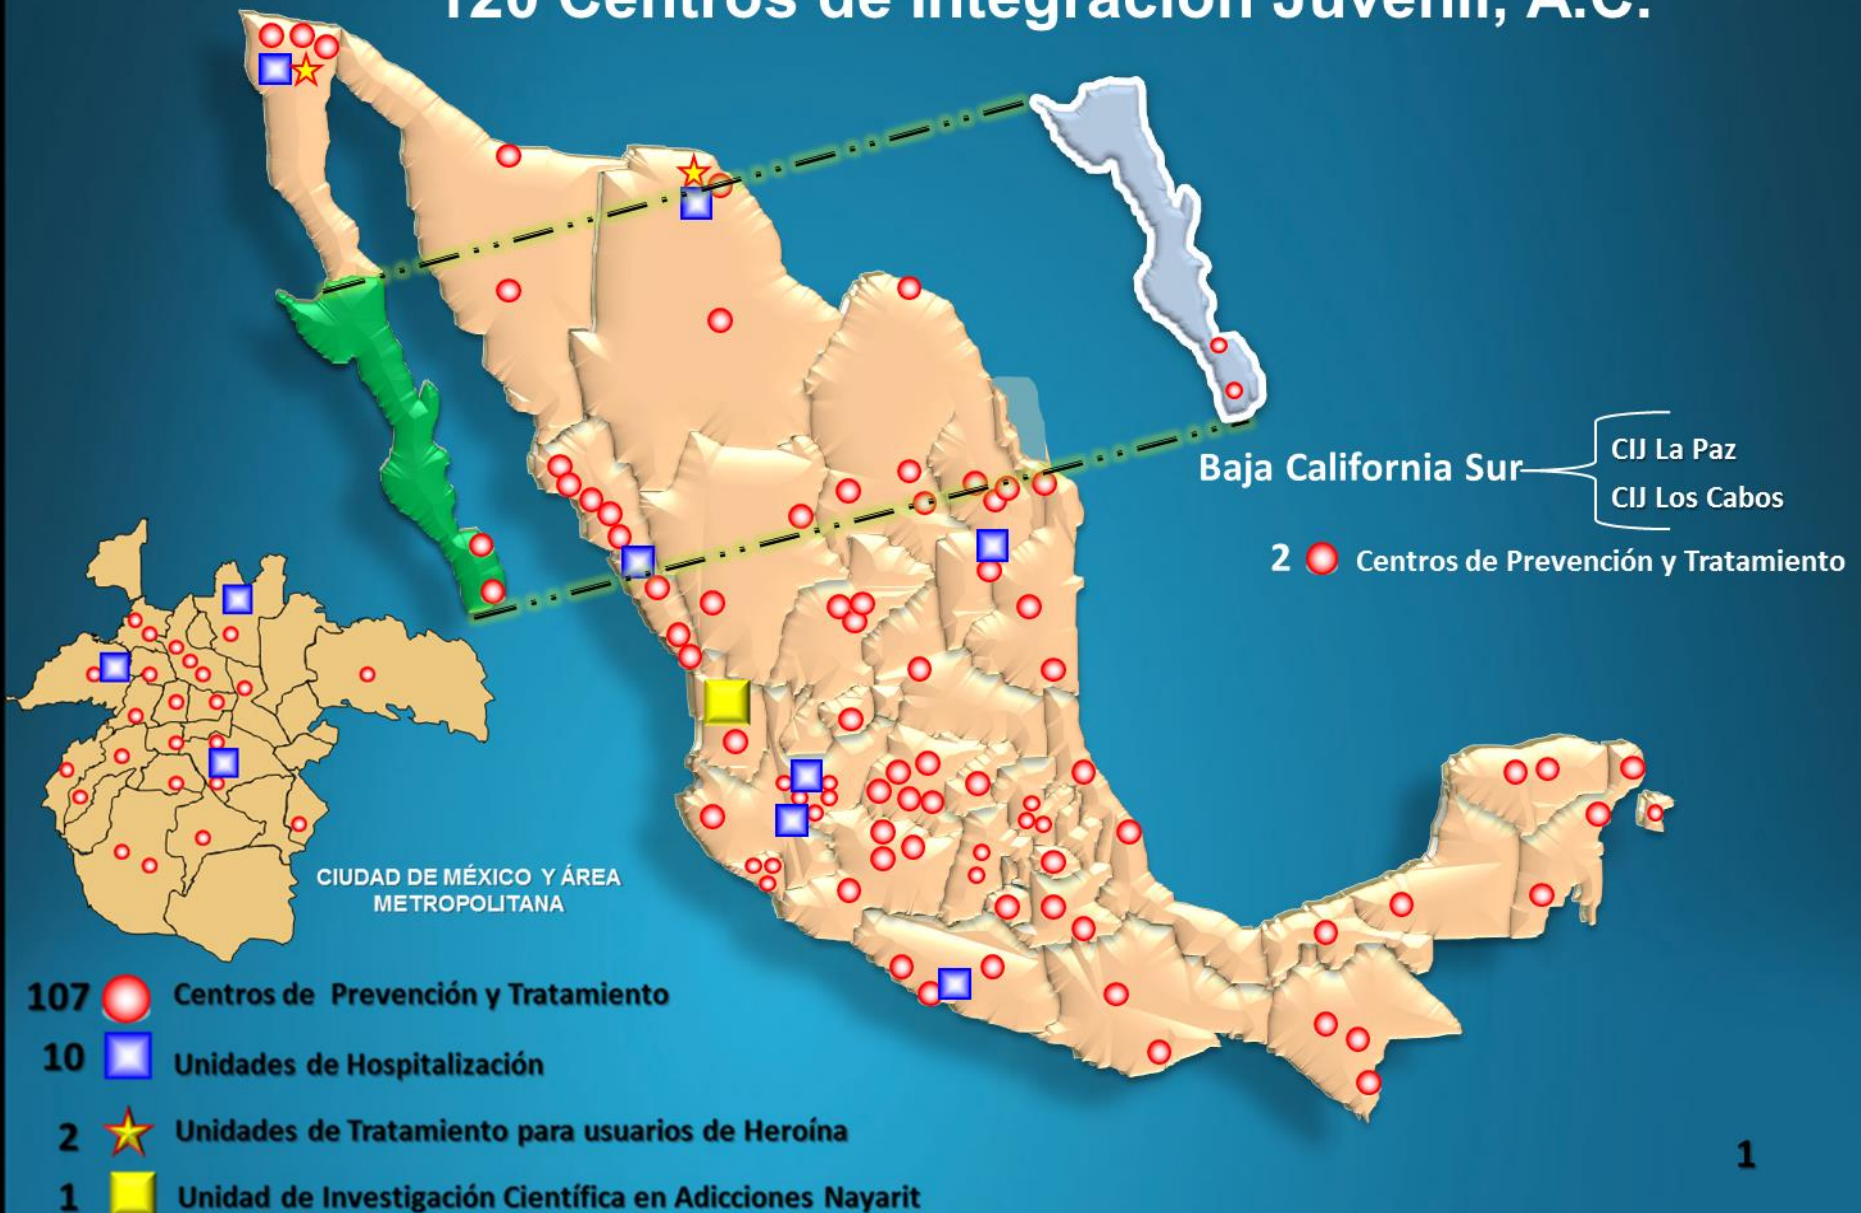 120 Centros de Integración Juvenil, A.C.
Baja California Sur
CIJ La Paz
CIJ Los Cabos
2 Centros de Prevención y Tratamiento
CIUDAD DE MÉXICO Y ÁREA
METROPOLITANA
107 Centros de Prevención y Tratamiento
10 Unidades de Hospitalización
2 Unidades de Tratamiento para usuarios de Heroína
1 Unidad de Investigación Científica en Adicciones Nayarit
1